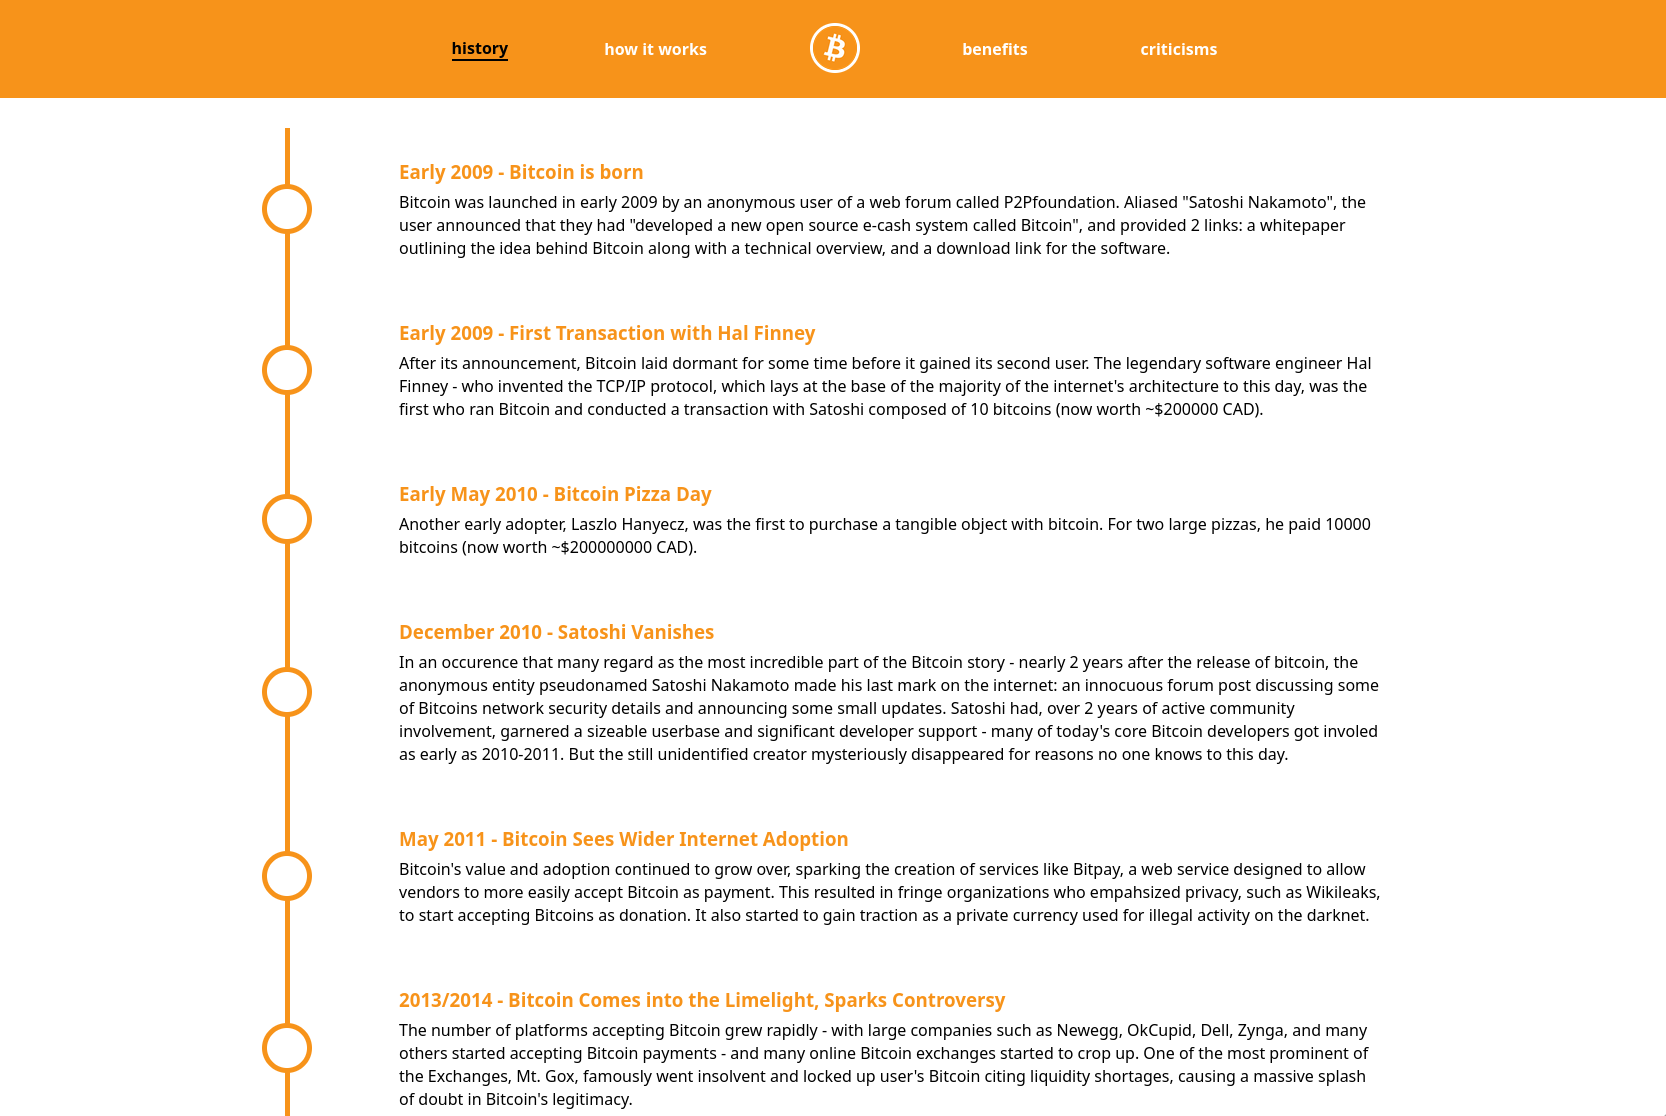 history
how it works
benefits
criticisms
Early 2009 - Bitcoin is born
Bitcoin was launched in early 2009 by an anonymous user of a web forum called P2Pfoundation. Aliased "Satoshi Nakamoto", the
user announced that they had "developed a new open source e-cash system called Bitcoin", and provided 2 links: a whitepaper
outlining the idea behind Bitcoin along with a technical overview, and a download link for the software.
Early 2009 - First Transaction with Hal Finney
After its announcement, Bitcoin laid dormant for some time before it gained its second user. The legendary software engineer Hal
Finney - who invented the TCP/IP protocol, which lays at the base of the majority of the internet's architecture to this day, was the
first who ran Bitcoin and conducted a transaction with Satoshi composed of 10 bitcoins (now worth ~$200000 CAD).
Early May 2010 - Bitcoin Pizza Day
Another early adopter, Laszlo Hanyecz, was the first to purchase a tangible object with bitcoin. For two large pizzas, he paid 10000
bitcoins (now worth ~$200000000 CAD).
December 2010 - Satoshi Vanishes
In an occurence that many regard as the most incredible part of the Bitcoin story - nearly 2 years after the release of bitcoin, the
anonymous entity pseudonamed Satoshi Nakamoto made his last mark on the internet: an innocuous forum post discussing some
of Bitcoins network security details and announcing some small updates. Satoshi had, over 2 years of active community
involvement, garnered a sizeable userbase and significant developer support - many of today's core Bitcoin developers got involed
as early as 2010-2011. But the still unidentified creator mysteriously disappeared for reasons no one knows to this day.
May 2011 - Bitcoin Sees Wider Internet Adoption
Bitcoin's value and adoption continued to grow over, sparking the creation of services like Bitpay, a web service designed to allow
vendors to more easily accept Bitcoin as payment. This resulted in fringe organizations who empahsized privacy, such as Wikileaks,
to start accepting Bitcoins as donation. It also started to gain traction as a private currency used for illegal activity on the darknet.
2013/2014 - Bitcoin Comes into the Limelight, Sparks Controversy
The number of platforms accepting Bitcoin grew rapidly - with large companies such as Newegg, OkCupid, Dell, Zynga, and many
others started accepting Bitcoin payments - and many online Bitcoin exchanges started to crop up. One of the most prominent of
the Exchanges, Mt. Gox, famously went insolvent and locked up user's Bitcoin citing liquidity shortages, causing a massive splash
of doubt in Bitcoin's legitimacy.